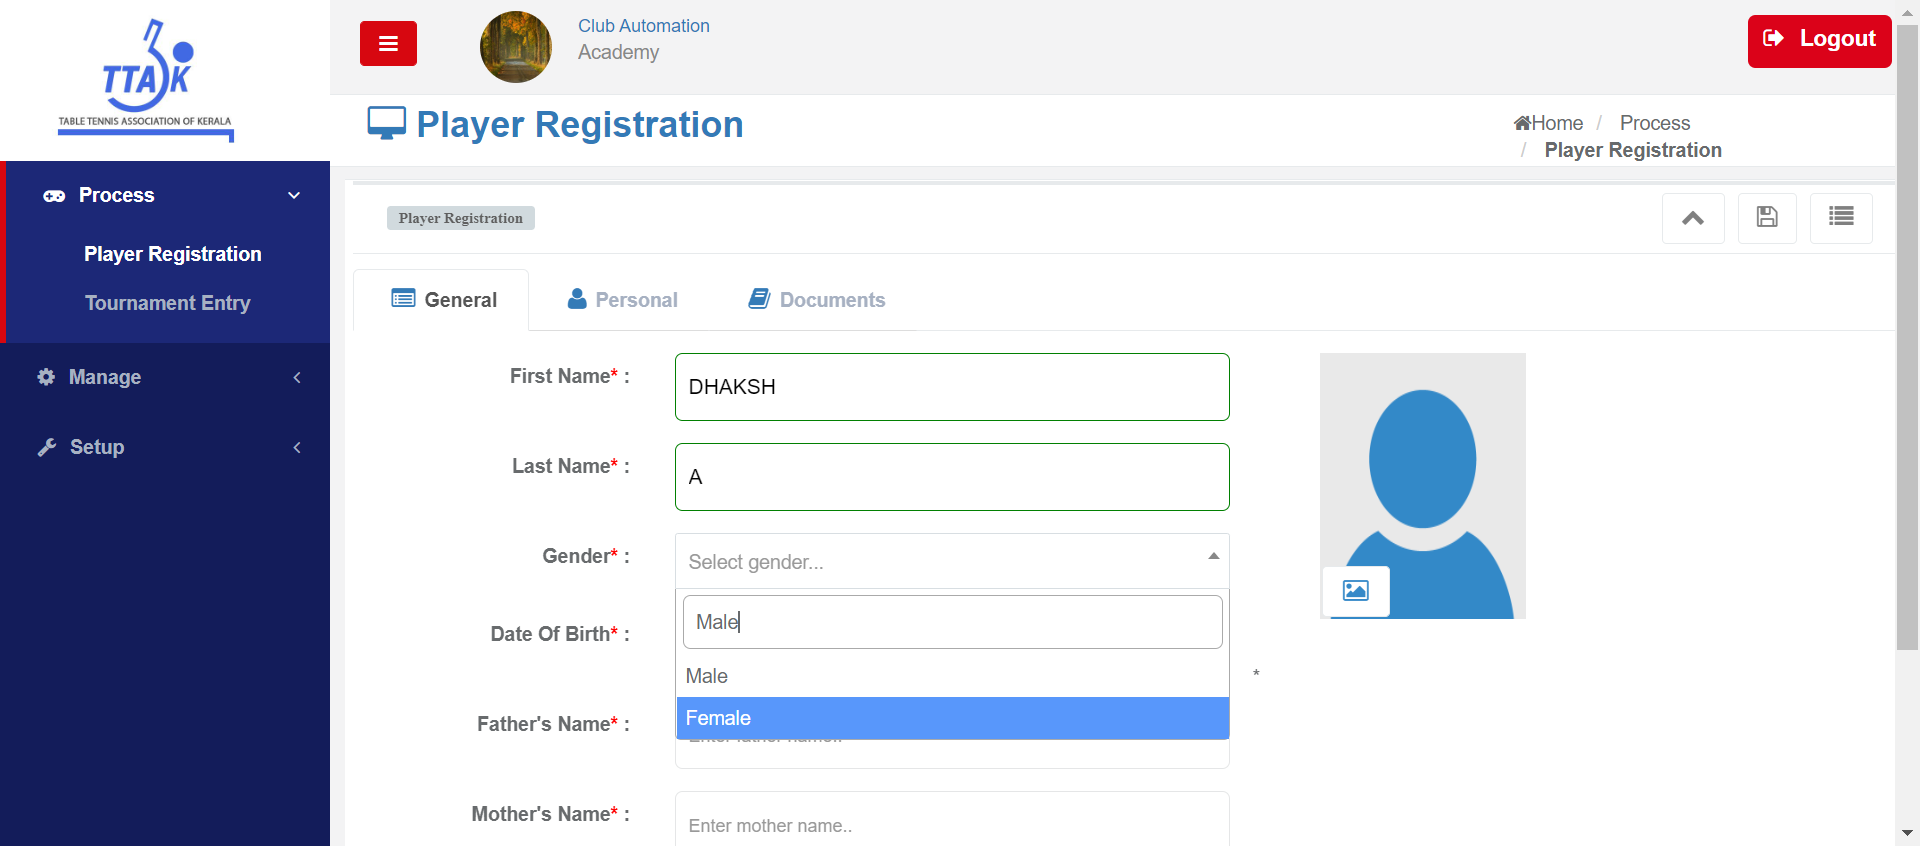 TTAK
TABLE TENNIS ASSOCIATION OF KERALA
Process
Player Registration
Tournament Entry
Manage
Setup
Club Automation
Academy
Logout
Player Registration
Home / Process
/ Player Registration
Player Registration
General Personal Documents
First Name* :
DHAKSH
Last Name* :
A
Gender* :
Select gender...
Male
Date Of Birth* :
Male
*
Female
Father's Name* :
Mother's Name* :
Enter mother name..